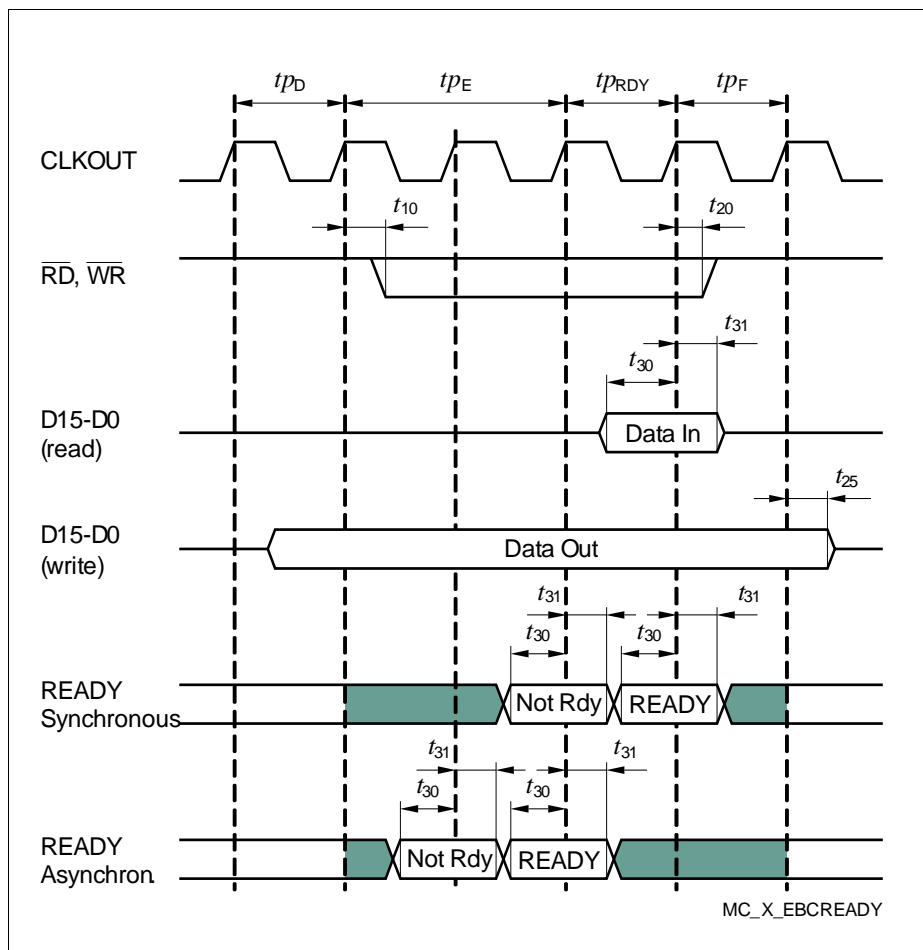 tpD tpE tpRDY tpF
CLKOUT
t10 t20
RD, WR
t31
t30
D15-D0
(read)
Data In
t25
D15-D0
(write)
Data Out
t31 t31
t30 t30
READY
Synchronous
Not Rdy READY
t31 t31
t30 t30
READY
Asynchron.
Not Rdy READY
MC_X_EBCREADY